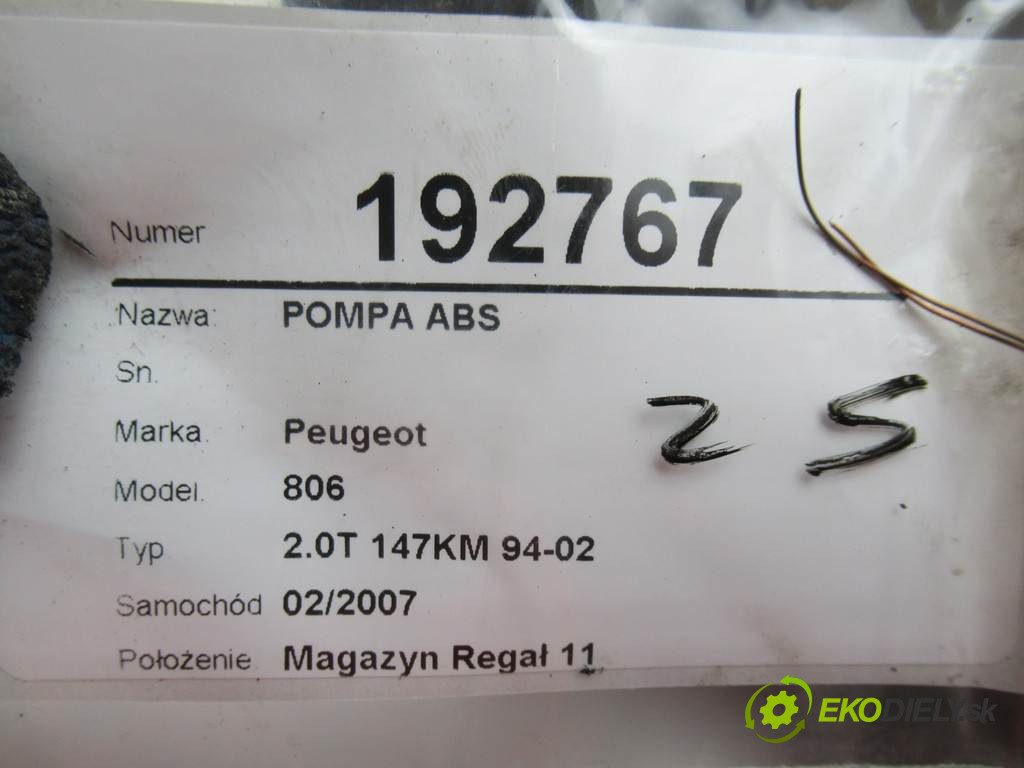 Numer 192767
Nazwa: POMPA ABS
Sn.
Marka. Peugeot
Model. 806
Typ 2.0T 147KM 94-02
Samochód 02/2007
Położenie Magazyn Regał 11
25
EKODIELY.sk